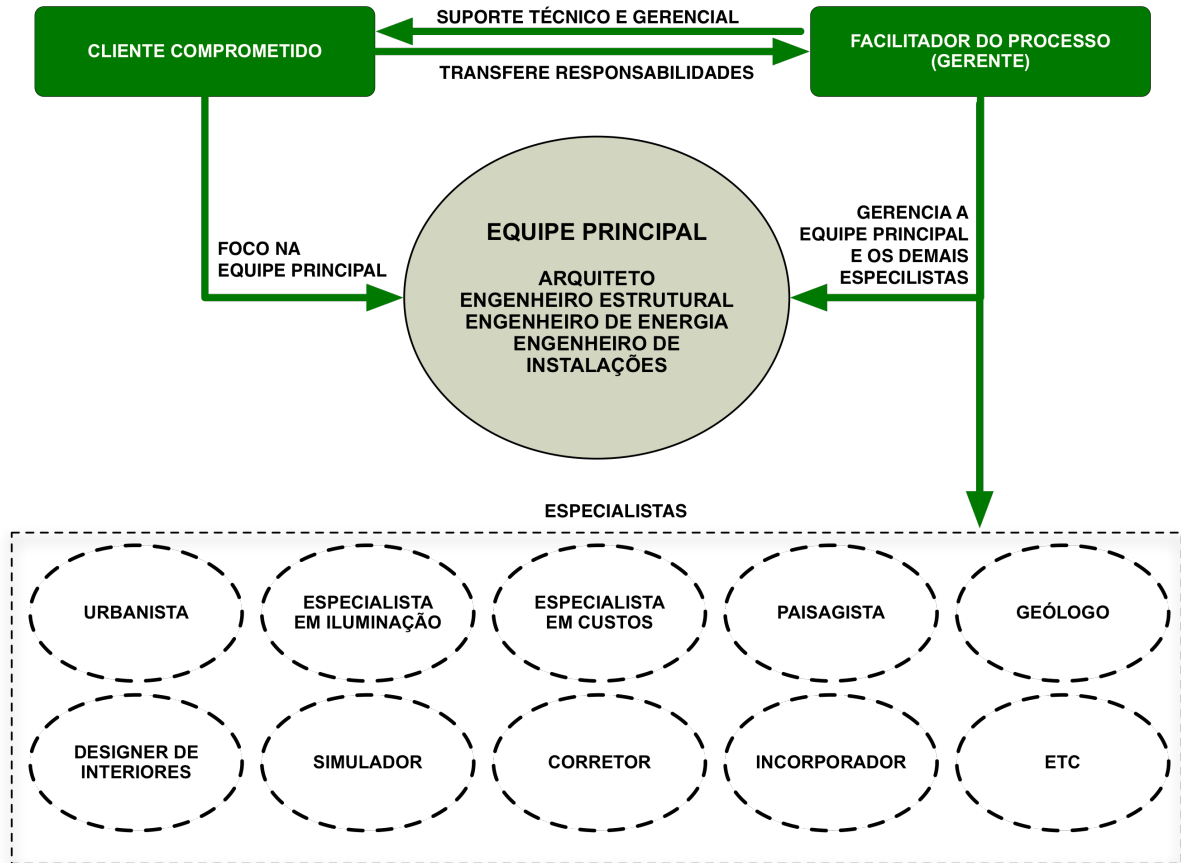 SUPORTE TÉCNICO E GERENCIAL
CLIENTE COMPROMETIDO
FACILITADOR DO PROCESSO
(GERENTE)
TRANSFERE RESPONSABILIDADES
FOCO NA
EQUIPE PRINCIPAL
EQUIPE PRINCIPAL
ARQUITETO
ENGENHEIRO ESTRUTURAL
ENGENHEIRO DE ENERGIA
ENGENHEIRO DE
INSTALAÇÕES
GERENCIA A
EQUIPE PRINCIPAL
E OS DEMAIS
ESPECILISTAS
ESPECIALISTAS
URBANISTA
ESPECIALISTA
EM ILUMINAÇÃO
ESPECIALISTA
EM CUSTOS
PAISAGISTA
GEÓLOGO
DESIGNER DE
INTERIORES
SIMULADOR
CORRETOR
INCORPORADOR
ETC